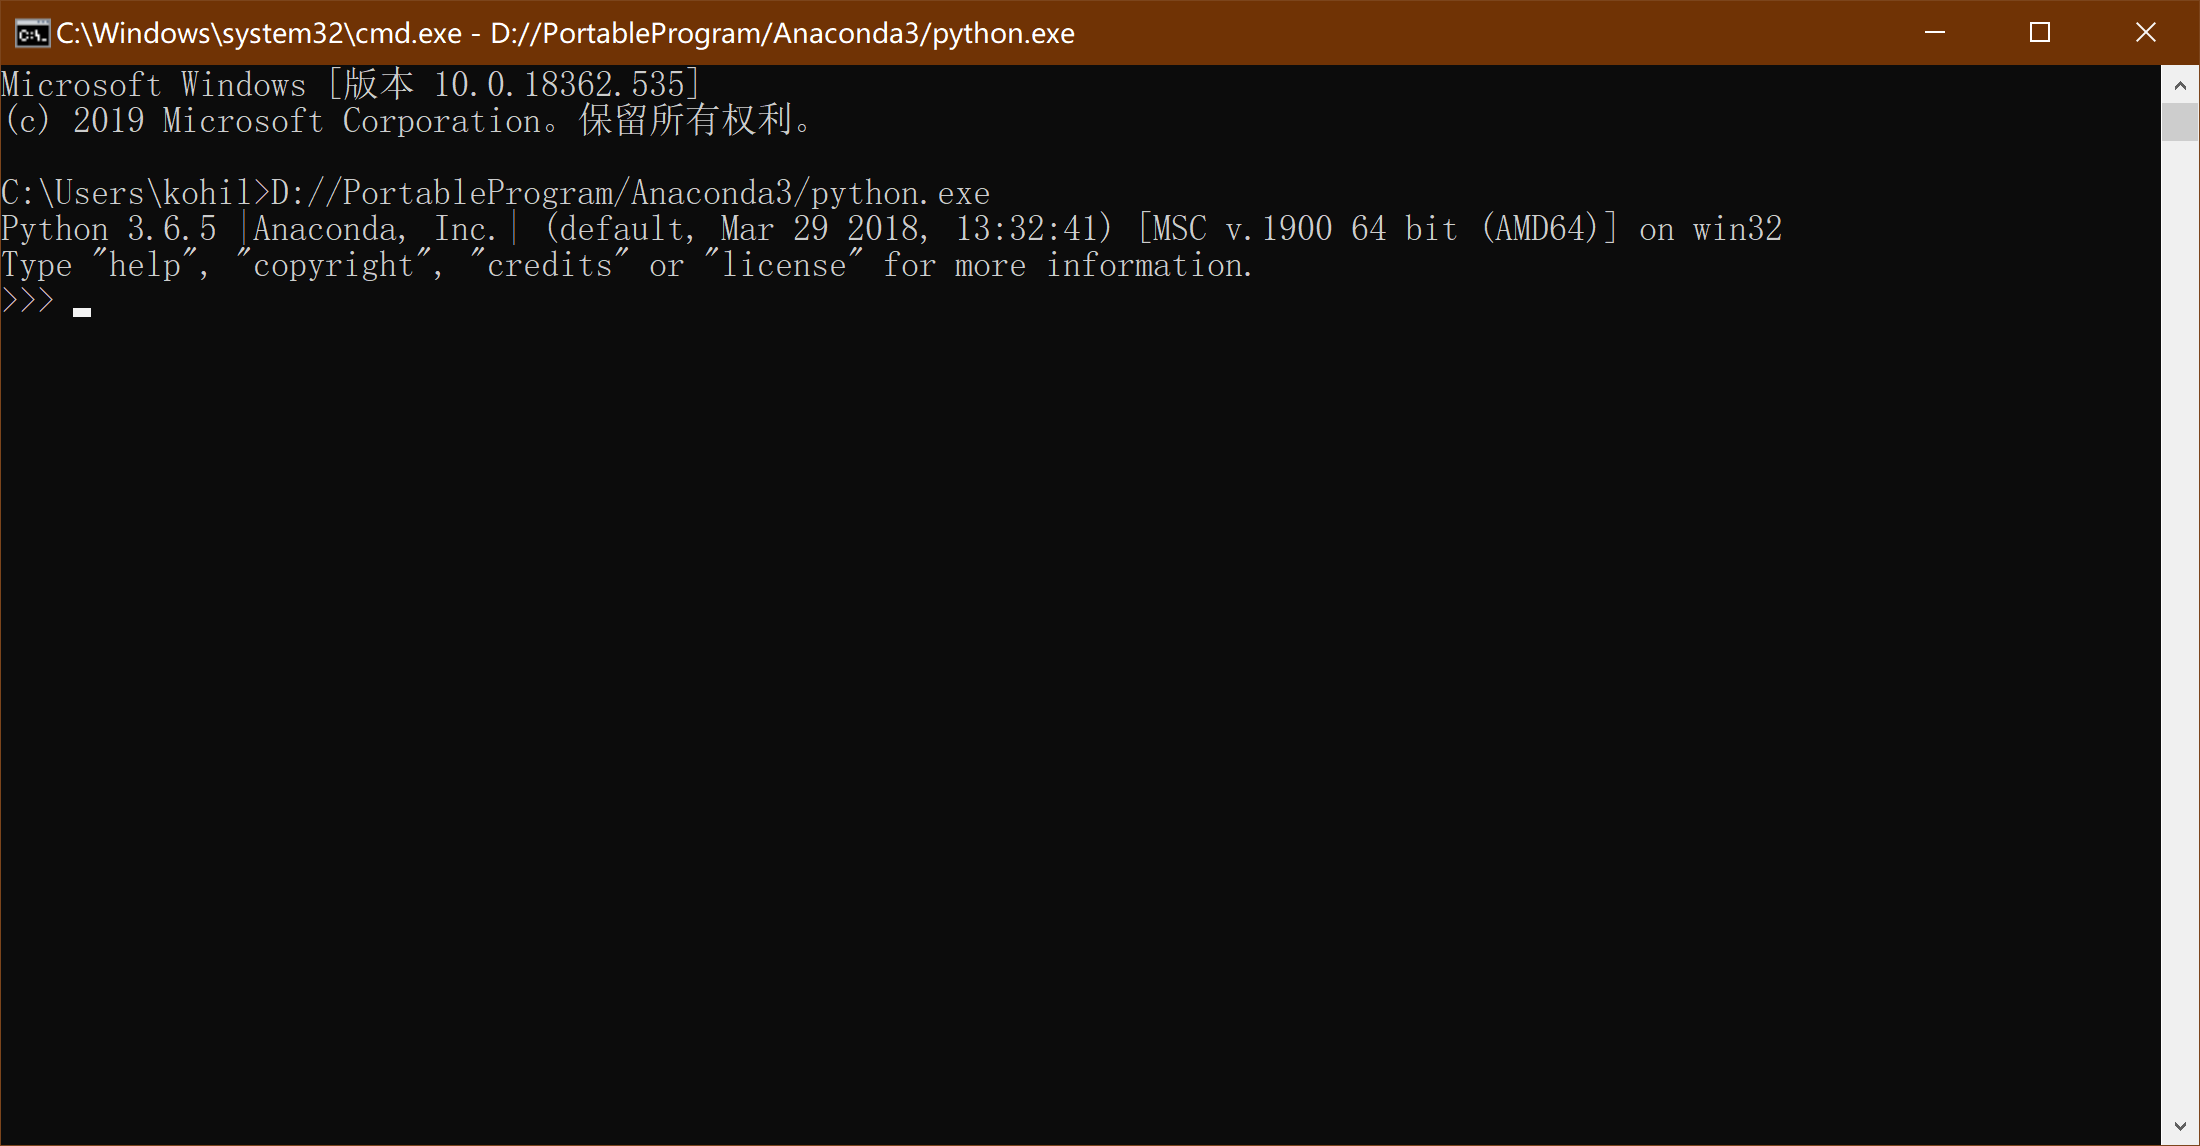 C:\Windows\system32\cmd.exe - D://PortableProgram/Anaconda3/python.exe
Microsoft Windows [版本 10.0.18362.535]
(c) 2019 Microsoft Corporation。保留所有权利。
C:\Users\kohil>D://PortableProgram/Anaconda3/python.exe
Python 3.6.5 |Anaconda, Inc.| (default, Mar 29 2018, 13:32:41) [MSC v.1900 64 bit (AMD64)] on win32
Type "help", "copyright", "credits" or "license" for more information.
>>>